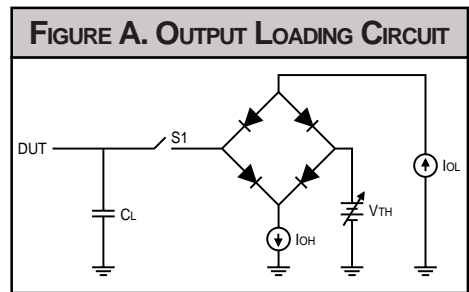 FIGURE A. OUTPUT LOADING CIRCUIT
DUT
S1
IOL
CL
VTH
IOH